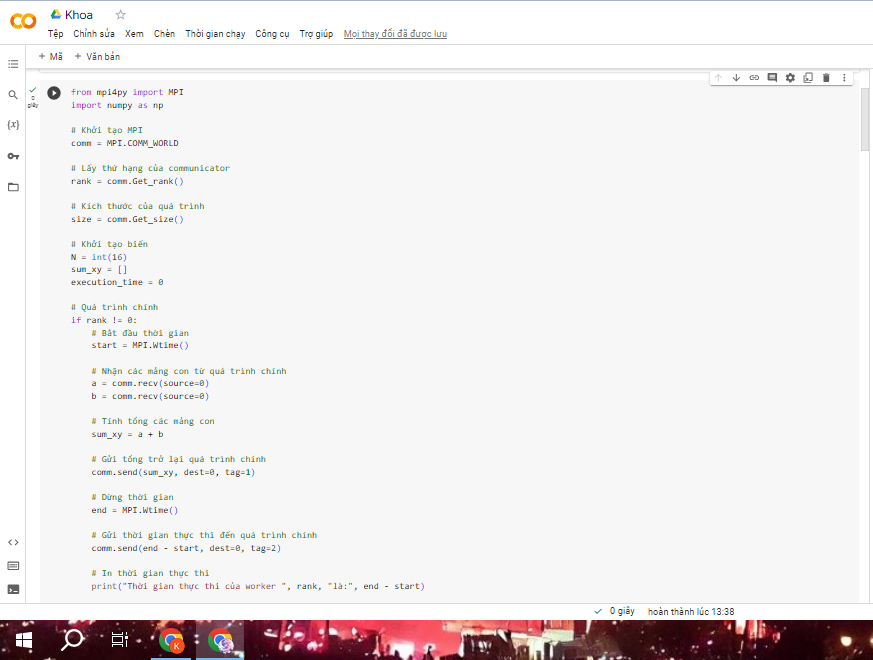 Khoa
Tệp Chỉnh sửa Xem Chèn Thời gian chạy Công cụ Trợ giúp Mọi thay đổi đã được lưu
+ Mã + Văn bản
0
giây
from mpi4py import MPI
import numpy as np
# Khởi tạo MPI
comm = MPI.COMM_WORLD
# Lấy thứ hạng của communicator
rank = comm.Get_rank()
# Kích thước của quá trình
size = comm.Get_size()
# Khởi tạo biến
N = int(16)
sum_xy = []
execution_time = 0
# Quá trình chính
if rank != 0:
# Bắt đầu thời gian
start = MPI.Wtime()
# Nhận các mảng con từ quá trình chính
a = comm.recv(source=0)
b = comm.recv(source=0)
# Tính tổng các mảng con
sum_xy = a + b
# Gửi tổng trở lại quá trình chính
comm.send(sum_xy, dest=0, tag=1)
# Dừng thời gian
end = MPI.Wtime()
# Gửi thời gian thực thi đến quá trình chính
comm.send(end - start, dest=0, tag=2)
# In thời gian thực thi
print("Thời gian thực thi của worker ", rank, "là:", end - start)
{x}
0 giây hoàn thành lúc 13:38
K